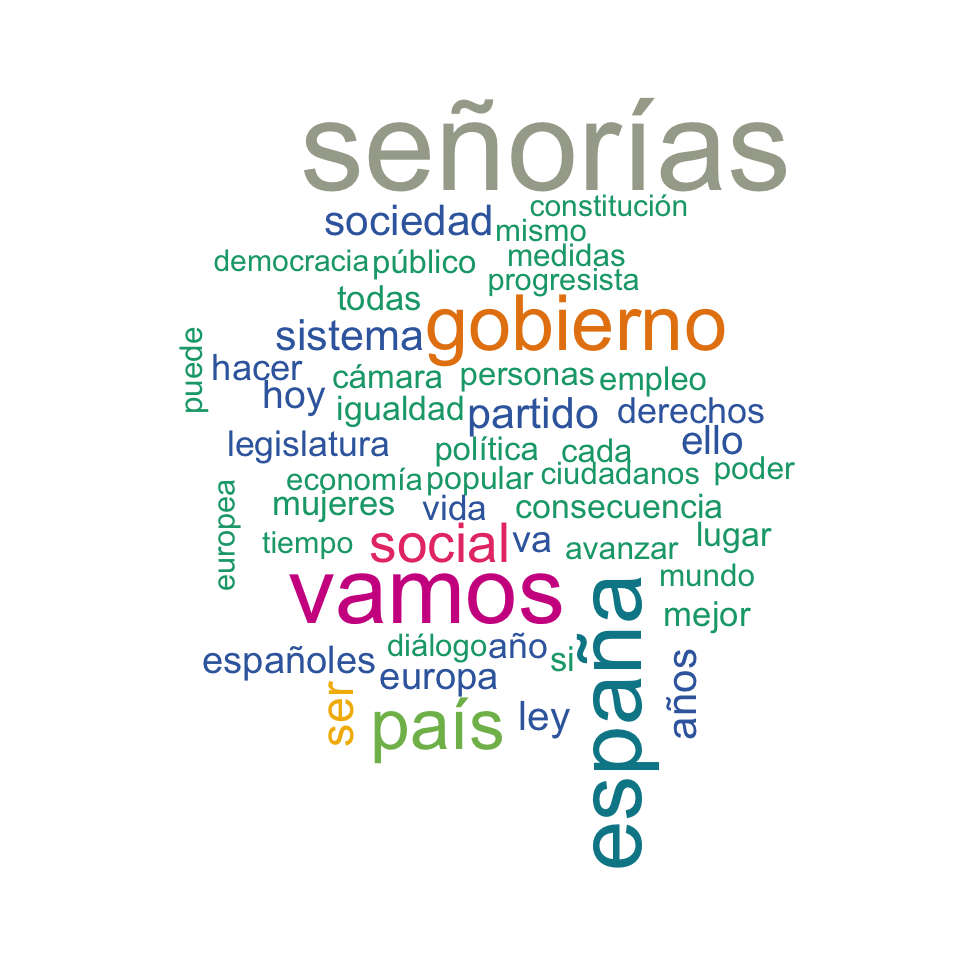 señorías
constitución
sociedad
mismo
medidas
democracia
público
progresista
todas
gobierno
sistema
puede
hacer
cámara
personas
empleo
hoy
igualdad
partido
derechos
legislatura
ello
política
cada
economía
popular
ciudadanos
poder
mujeres
vida
consecuencia
europea
tiempo
social
va
avanzar
lugar
vamos
mundo
españa
mejor
españoles
diálogo
año
si
europa
años
ser
país
ley